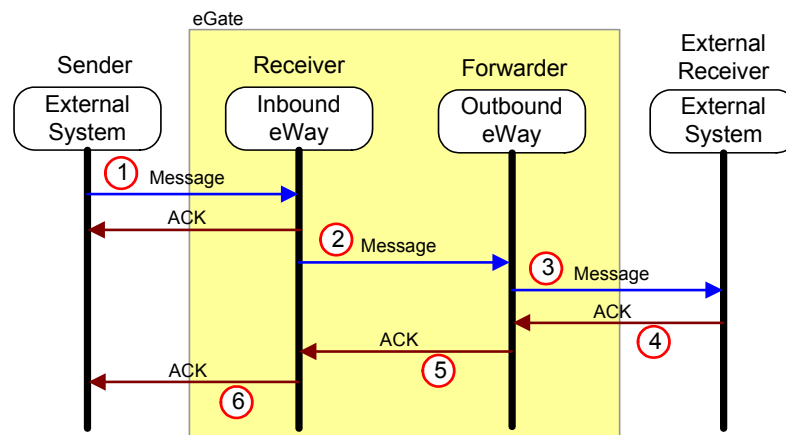 eGate
Sender
Receiver
Forwarder
External
Receiver
External
System
Inbound
eWay
Outbound
eWay
External
System
1
Message
ACK
2
Message
3
Message
ACK
4
ACK
5
ACK
6